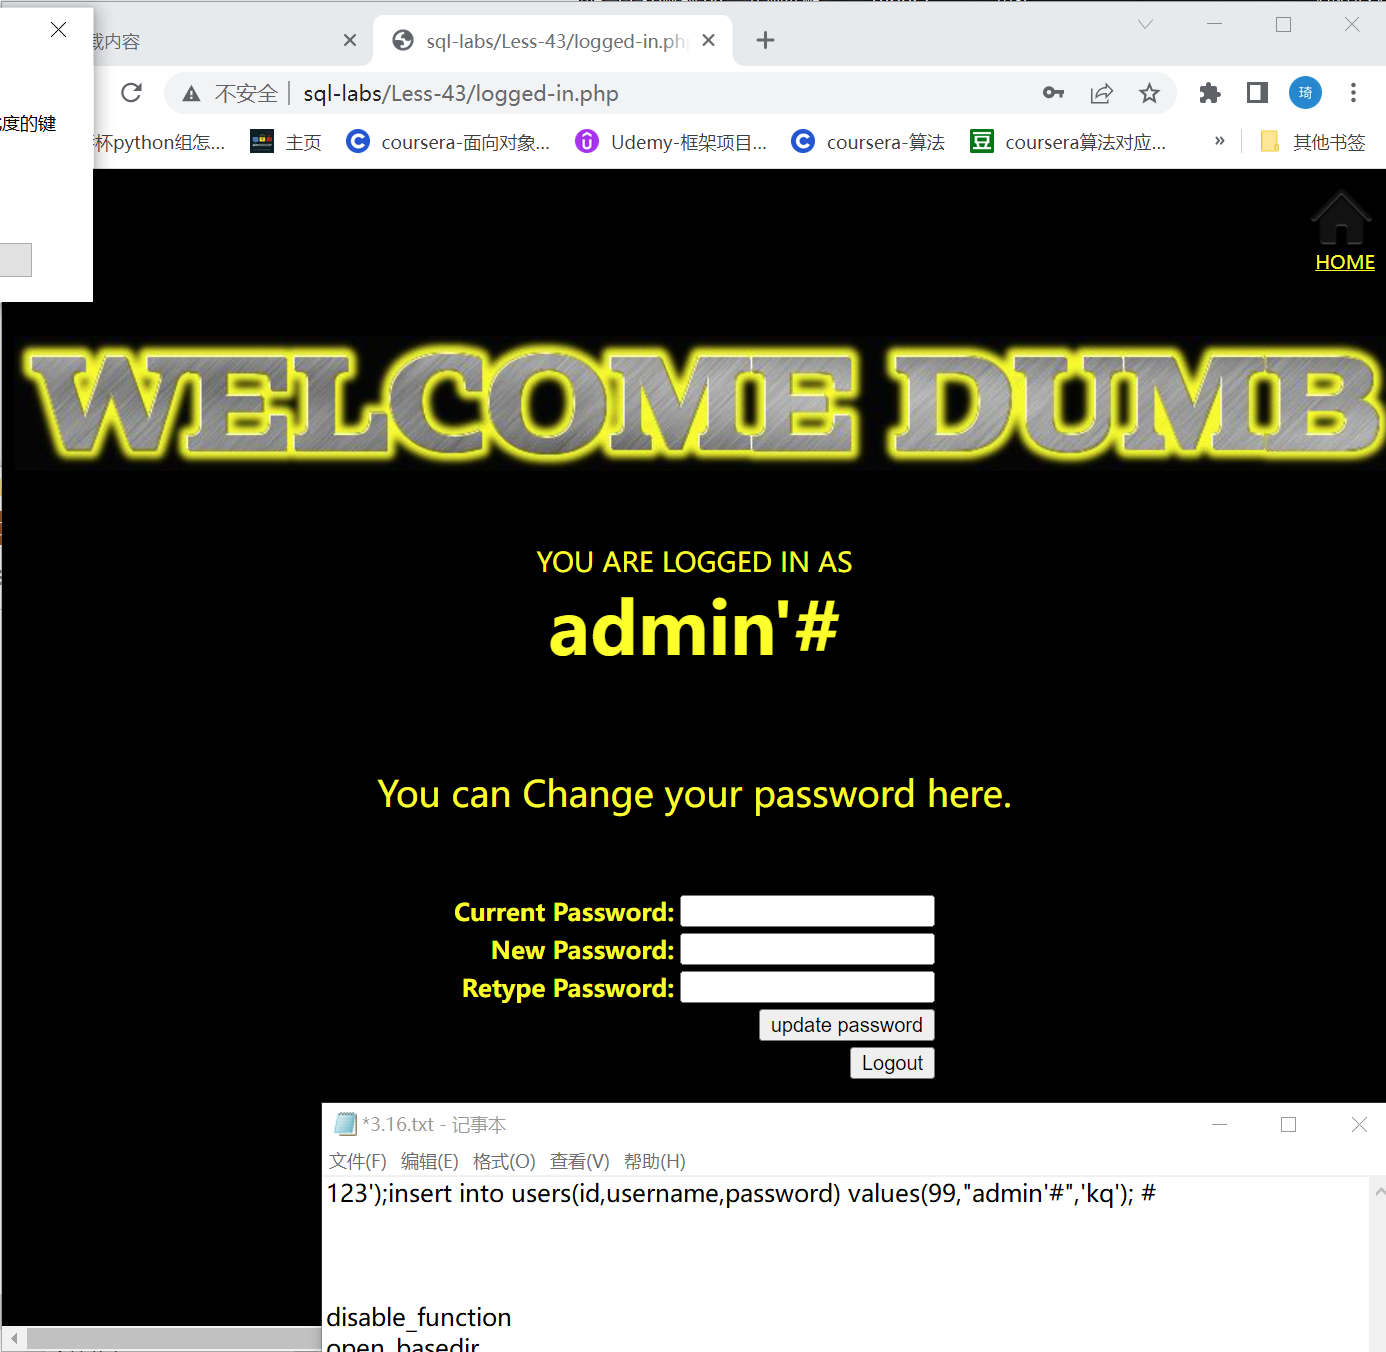 载内容
sql-labs/Less-43/logged-in.ph
不安全
sql-labs/Less-43/logged-in.php
琦
度的键
杯python组怎...
主页
coursera-面向对象...
Udemy-框架项目...
coursera-算法
豆
coursera算法对应...
»
其他书签
HOME
WELCOME DUMB
YOU ARE LOGGED IN AS
admin'#
You can Change your password here.
Current Password:
New Password:
Retype Password:
update password
Logout
*3.16.txt - 记事本
文件(F) 编辑(E) 格式(O) 查看(V) 帮助(H)
123');insert into users(id,username,password) values(99,"admin'#",'kq'); #
disable_function
open_basedir